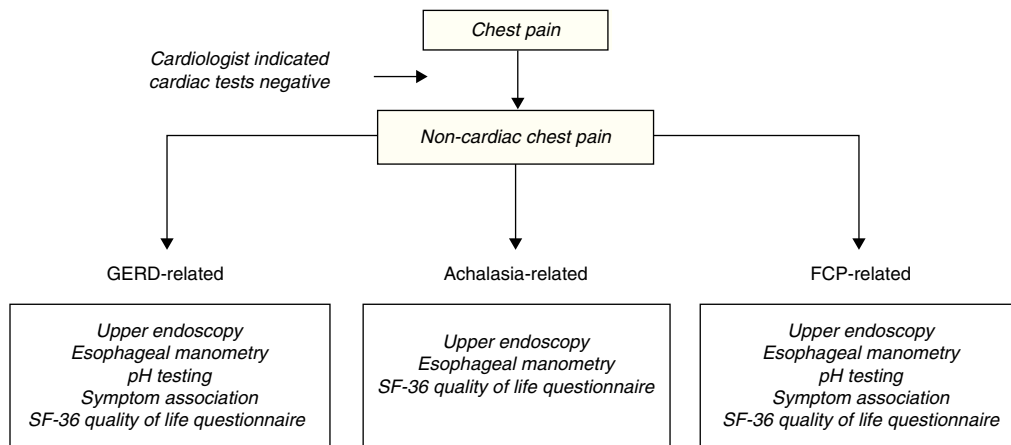 Chest pain
Cardiologist indicated
cardiac tests negative
Non-cardiac chest pain
GERD-related
Achalasia-related
FCP-related
Upper endoscopy
Esophageal manometry
pH testing
Symptom association
SF-36 quality of life questionnaire
Upper endoscopy
Esophageal manometry
SF-36 quality of life questionnaire
Upper endoscopy
Esophageal manometry
pH testing
Symptom association
SF-36 quality of life questionnaire